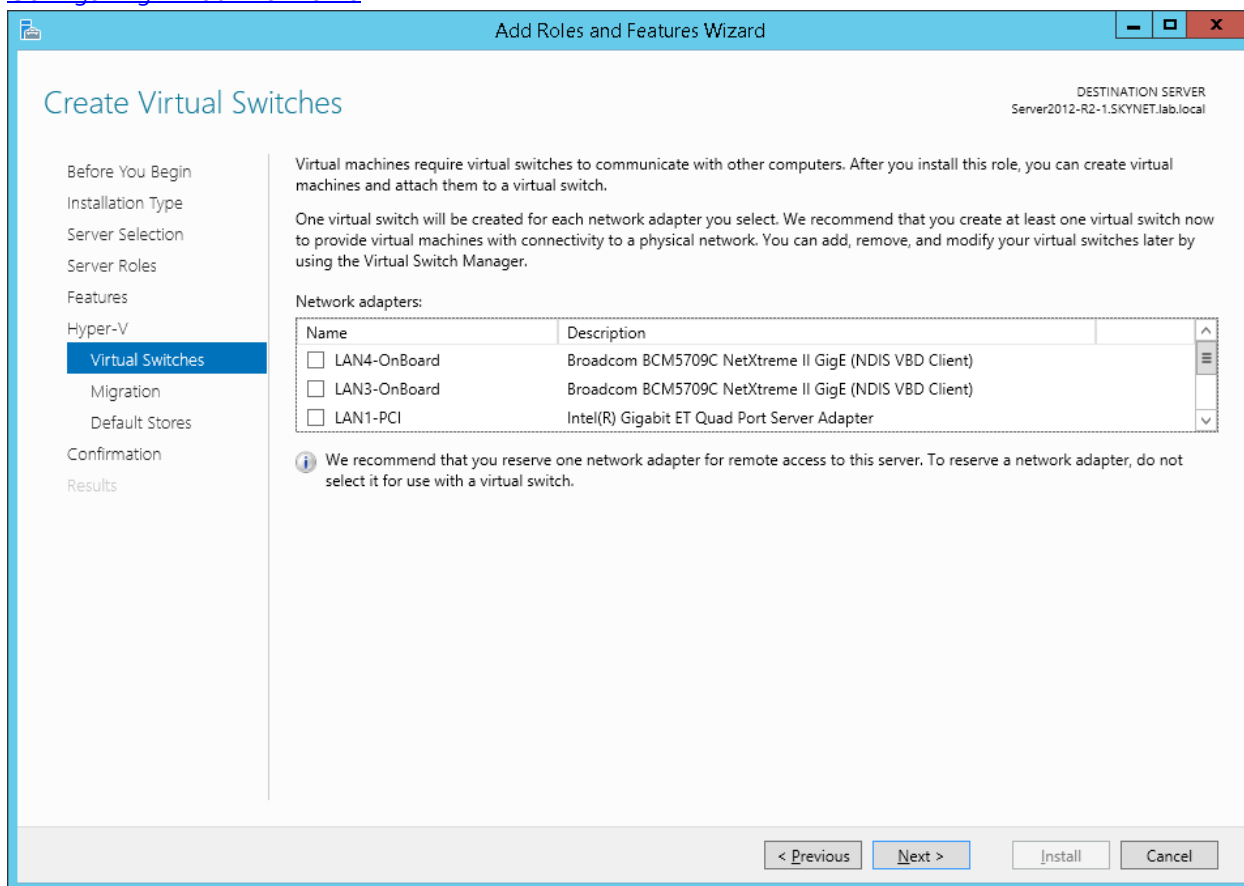 Add Roles and Features Wizard
Create Virtual Switches
DESTINATION SERVER
Server2012-R2-1.SKYNET.lab.local
Before You Begin
Installation Type
Server Selection
Server Roles
Features
Hyper-V
Virtual Switches
Migration
Default Stores
Confirmation
Results
Virtual machines require virtual switches to communicate with other computers. After you install this role, you can create virtual
machines and attach them to a virtual switch.
One virtual switch will be created for each network adapter you select. We recommend that you create at least one virtual switch now
to provide virtual machines with connectivity to a physical network. You can add, remove, and modify your virtual switches later by
using the Virtual Switch Manager.
Network adapters:
Name Description
LAN4-OnBoard Broadcom BCM5709C NetXtreme II GigE (NDIS VBD Client)
LAN3-OnBoard Broadcom BCM5709C NetXtreme II GigE (NDIS VBD Client)
LAN1-PCI Intel(R) Gigabit ET Quad Port Server Adapter
We recommend that you reserve one network adapter for remote access to this server. To reserve a network adapter, do not
select it for use with a virtual switch.
< Previous Next > Install Cancel